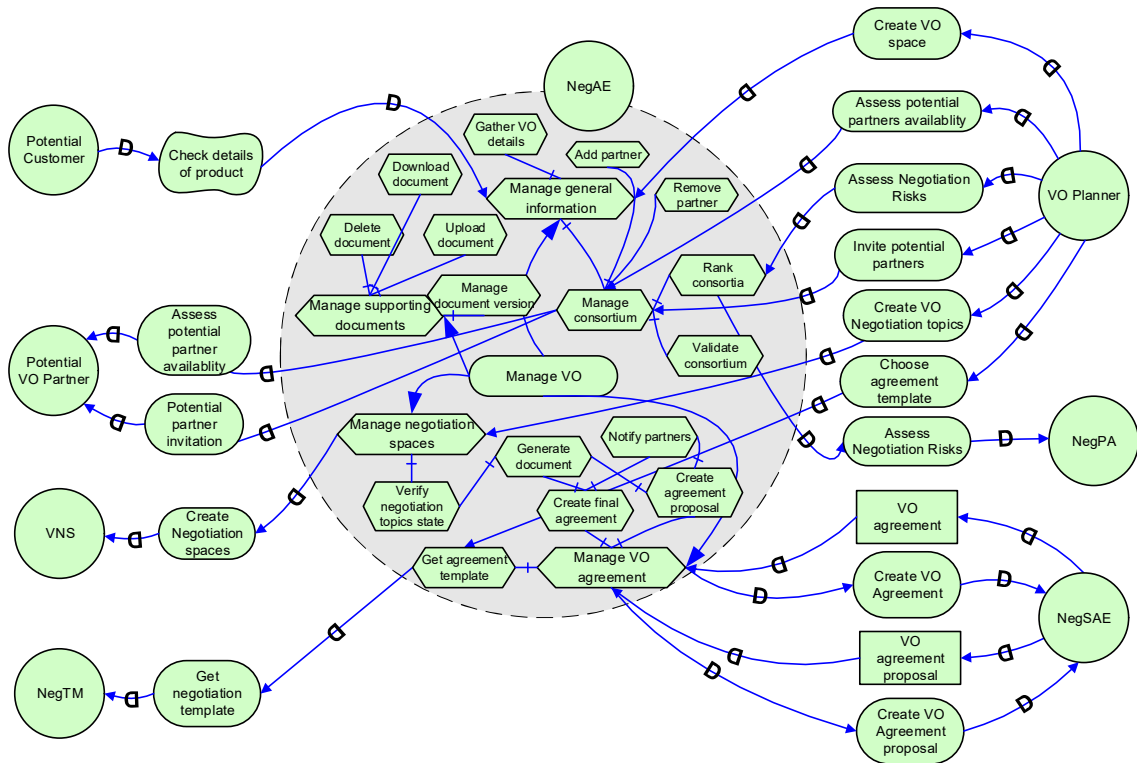 Create VO
space
NegAE
Potential
Customer
D
Check details
of product
D
Gather VO
details
Add partner
Download
document
Manage general
information
Remove
partner
Delete
document
Upload
document
Manage
document version
Manage supporting
documents
Manage
consortium
Rank
consortia
Validate
consortium
Manage VO
Manage negotiation
spaces
Notify partners
Generate
document
Verify
negotiation
topics state
Create final
agreement
Create
agreement
proposal
Get agreement
template
Manage VO
agreement
D
D
Assess potential
partners availablity
D
D
Assess Negotiation
Risks
D
D
VO Planner
Invite potential
partners
D
D
Create VO
Negotiation topics
D
D
Choose
agreement
template
D
D
Assess
Negotiation Risks
D
D
NegPA
Potential
VO Partner
D
Assess
potential
partner
availablity
D
D
Potential
partner
invitation
D
VNS
D
Create
Negotiation
spaces
D
NegTM
D
Get
negotiation
template
D
VO
agreement
D
D
Create VO
Agreement
D
D
NegSAE
VO
agreement
proposal
D
D
Create VO
Agreement
proposal
D
D